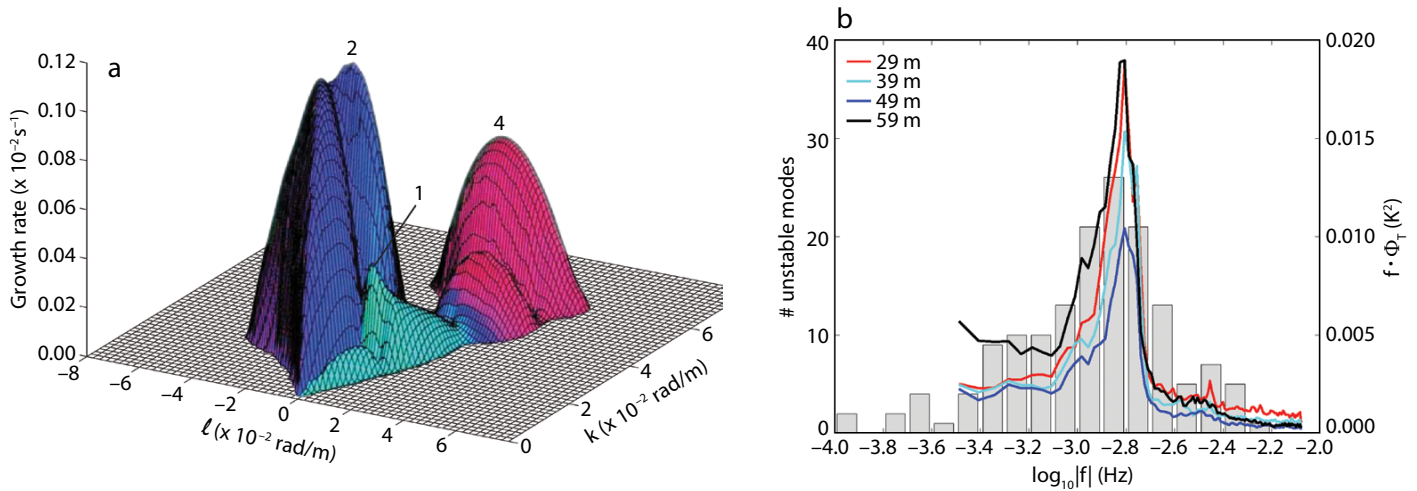 a
2
4
1
0.12
0.10
0.08
0.06
0.04
0.02
0.00
Growth rate (x 10⁻² s⁻¹)
−8
−6
−4
−2
0
2
4
6
ℓ (x 10⁻² rad/m)
0
2
4
6
k (x 10⁻² rad/m)
b
40
30
20
10
0
# unstable modes
29 m
39 m
49 m
59 m
0.020
0.015
0.010
0.005
0.000
f • Φ_T (K²)
−4.0 −3.8 −3.6 −3.4 −3.2 −3.0 −2.8 −2.6 −2.4 −2.2 −2.0
log₁₀|f| (Hz)